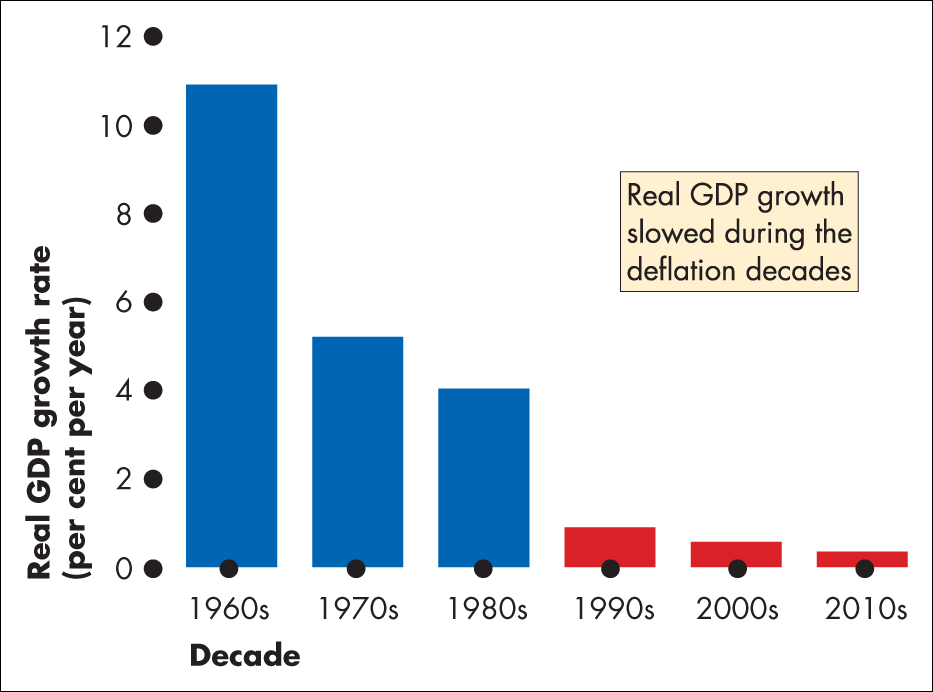 12
10
8
6
4
2
0
Real GDP growth rate
(per cent per year)
Real GDP growth
slowed during the
deflation decades
1960s
1970s
1980s
1990s
2000s
2010s
Decade